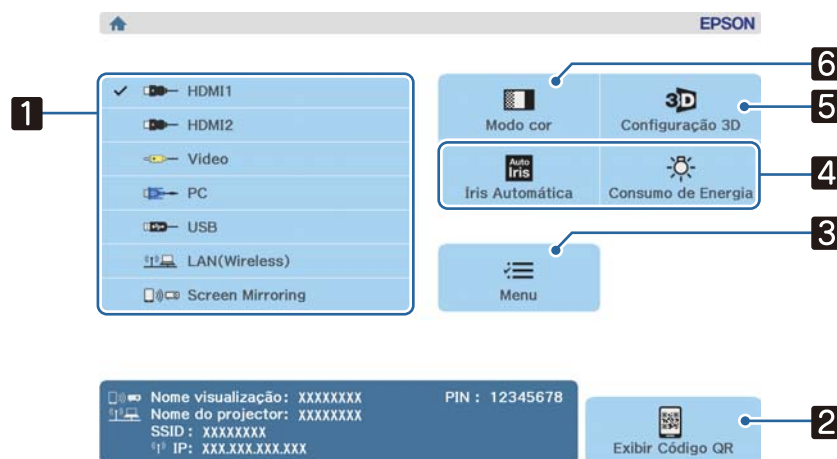 EPSON
1
HDMI1
HDMI2
Video
PC
USB
LAN(Wireless)
Screen Mirroring
Modo cor
Configuração 3D
3D
Auto Iris
Íris Automática
Consumo de Energia
Menu
6
5
4
3
Nome visualização: XXXXXXXX
PIN : 12345678
Nome do projector: XXXXXXXX
SSID : XXXXXXXX
IP: XXX.XXX.XXX.XXX
Exibir Código QR
2